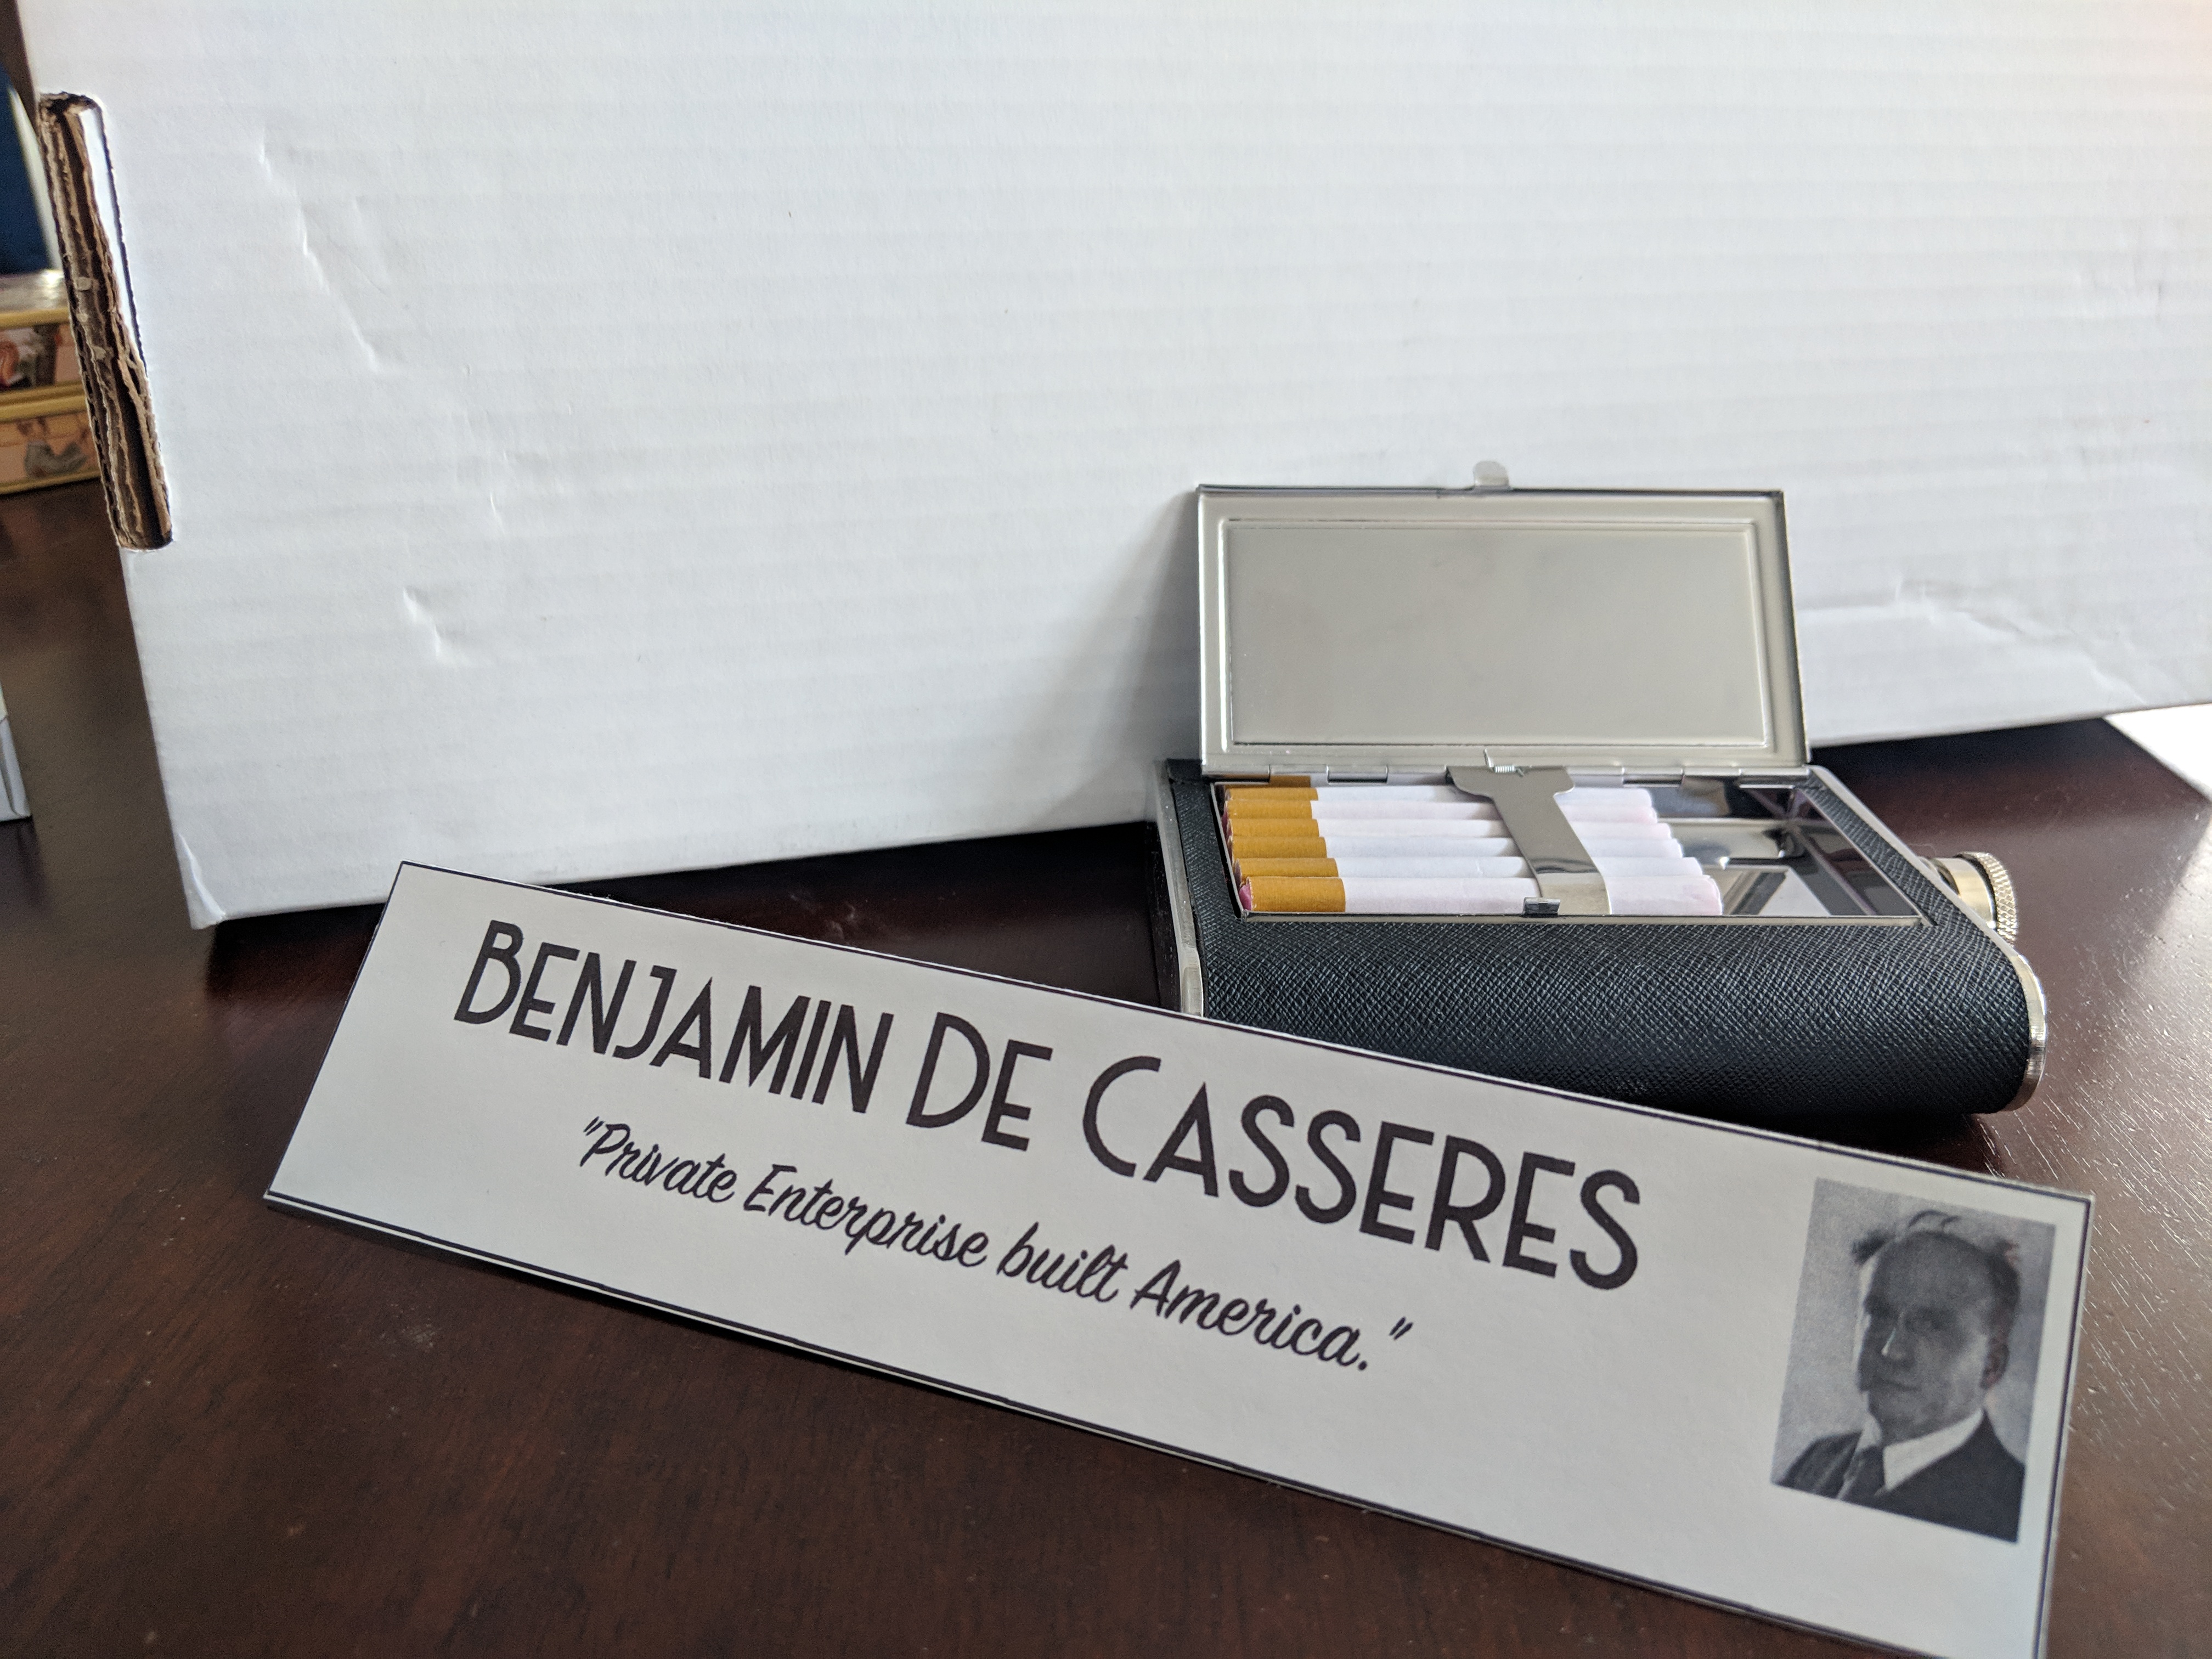 BENJAMIN DE CASSERES
"Private Enterprise built America."